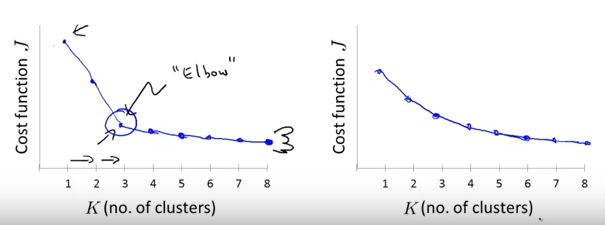 Cost function J
"Elbow"
1 2 3 4 5 6 7 8
K (no. of clusters)
Cost function J
1 2 3 4 5 6 7 8
K (no. of clusters)